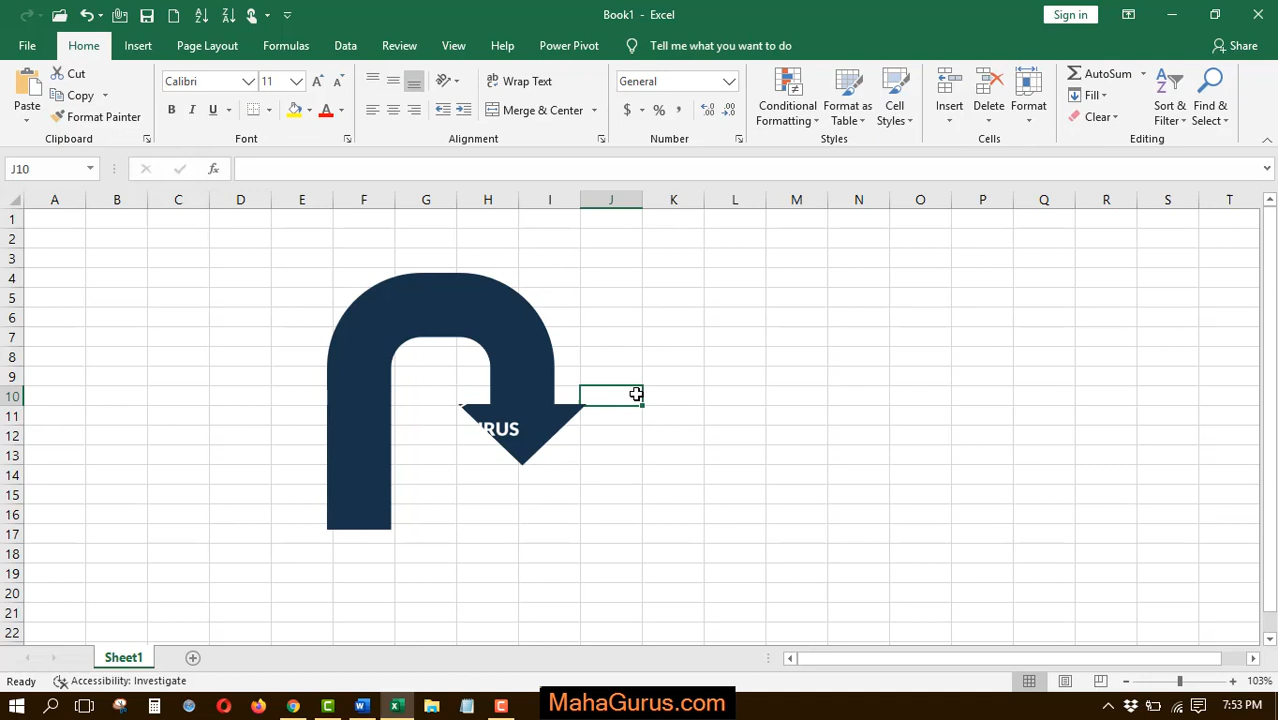 Book1 - Excel
Sign in
File Home Insert Page Layout Formulas Data Review View Help Power Pivot Tell me what you want to do Share
Cut
Calibri 11
Wrap Text
General
AutoSum
Copy
Fill
Paste
Format Painter
Merge & Center
Conditional Formatting
Format as Table
Cell Styles
Insert
Delete
Format
Clear
Sort & Filter
Find & Select
Clipboard Font Alignment Number Styles Cells Editing
J10
A B C D E F G H I J K L M N O P Q R S T
1
2
3
4
5
6
7
8
9
10
11
12
13
14
15
16
17
18
19
20
21
22
Sheet1
Ready Accessibility: Investigate 103%
MahaGurus.com
7:53 PM